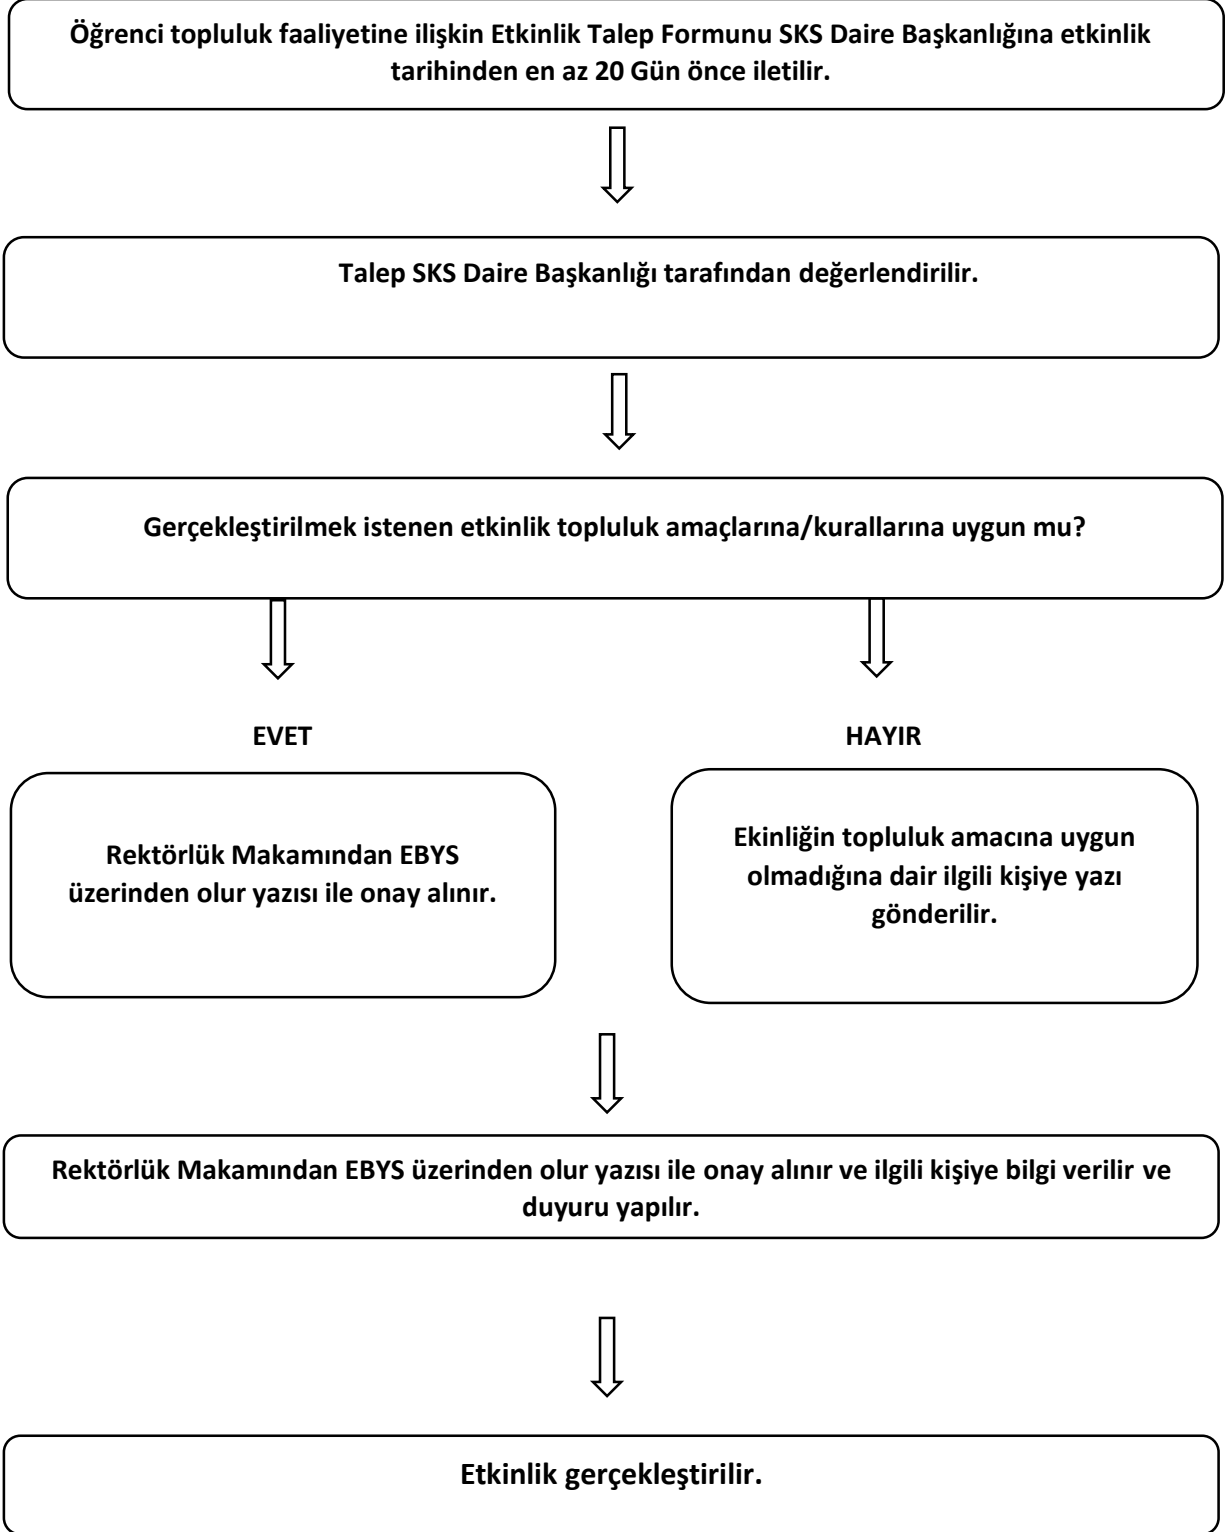 Öğrenci topluluk faaliyetine ilişkin Etkinlik Talep Formunu SKS Daire Başkanlığına etkinlik
tarihinden en az 20 Gün önce iletilir.
Talep SKS Daire Başkanlığı tarafından değerlendirilir.
Gerçekleştirilmek istenen etkinlik topluluk amaçlarına/kurallarına uygun mu?
EVET
HAYIR
Rektörlük Makamından EBYS
üzerinden olur yazısı ile onay alınır.
Ekinliğin topluluk amacına uygun
olmadığına dair ilgili kişiye yazı
gönderilir.
Rektörlük Makamından EBYS üzerinden olur yazısı ile onay alınır ve ilgili kişiye bilgi verilir ve
duyuru yapılır.
Etkinlik gerçekleştirilir.